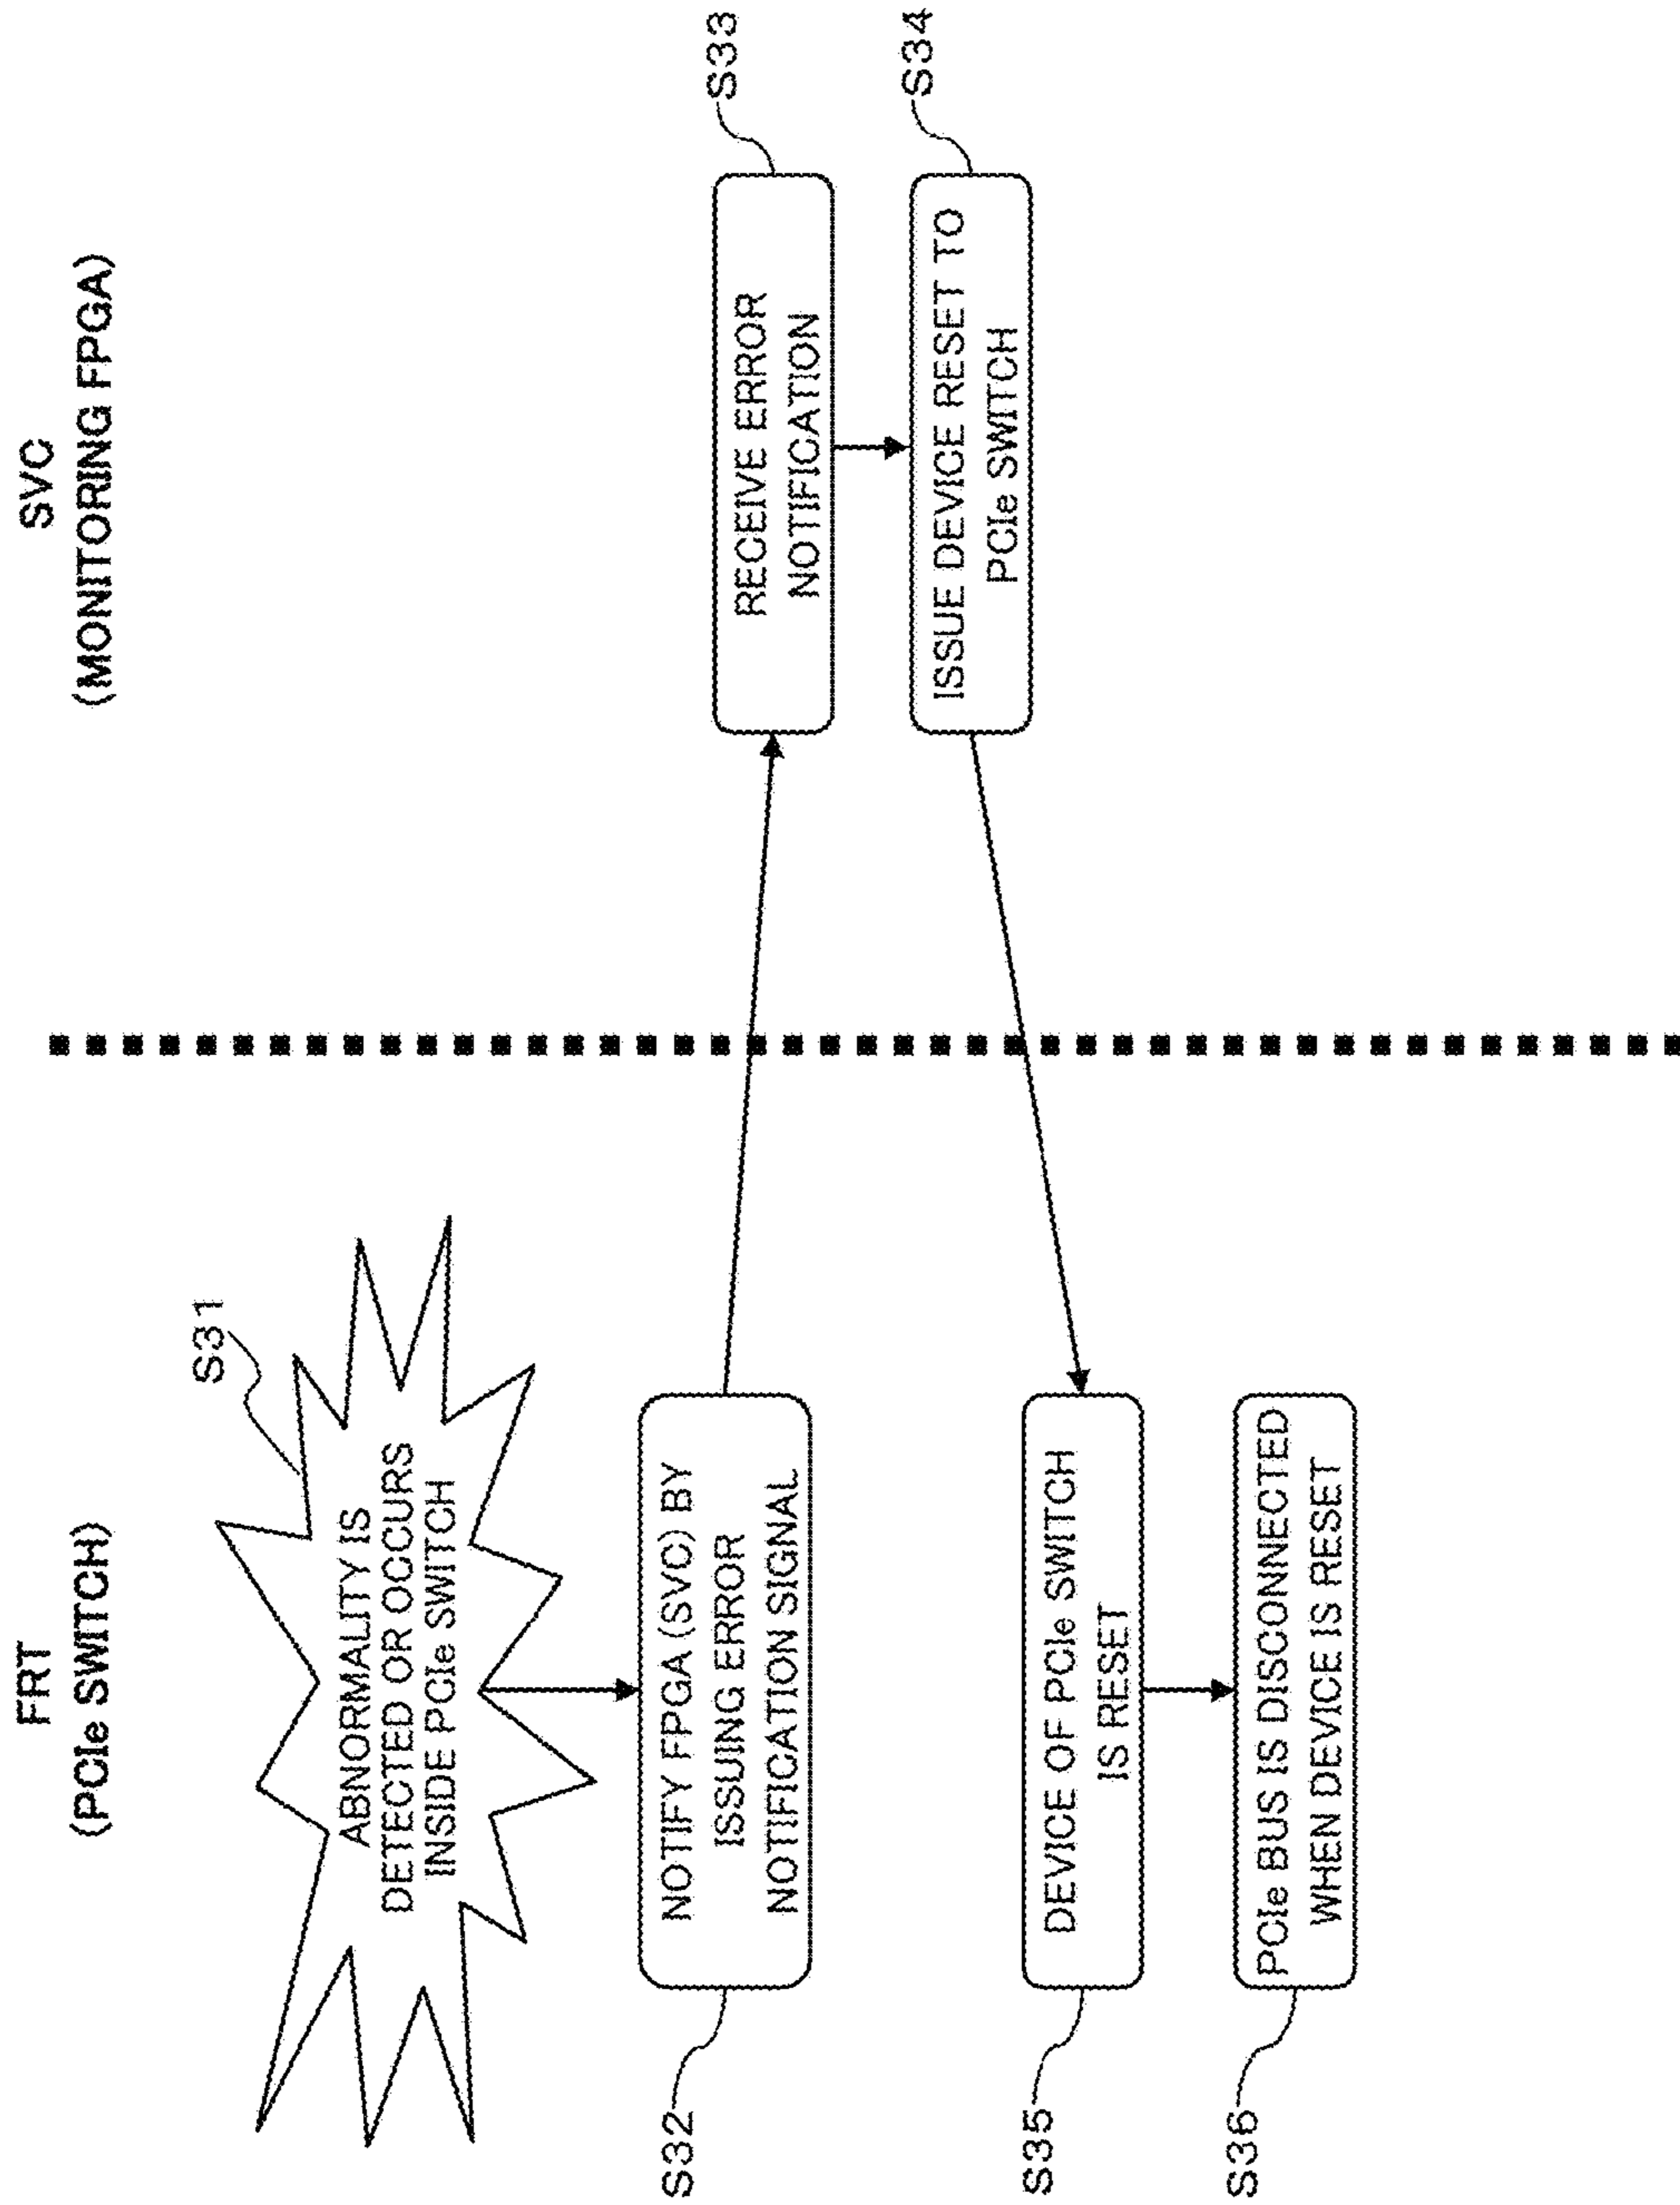 FRT
(PCIe SWITCH)
SVC
(MONITORING FPGA)
S31
ABNORMALITY IS
DETECTED OR OCCURS
INSIDE PCIe SWITCH
S32
NOTIFY FPGA (SVC) BY
ISSUING ERROR
NOTIFICATION SIGNAL
RECEIVE ERROR
NOTIFICATION
S33
ISSUE DEVICE RESET TO
PCIe SWITCH
S34
S35
DEVICE OF PCIe SWITCH
IS RESET
S36
PCIe BUS IS DISCONNECTED
WHEN DEVICE IS RESET